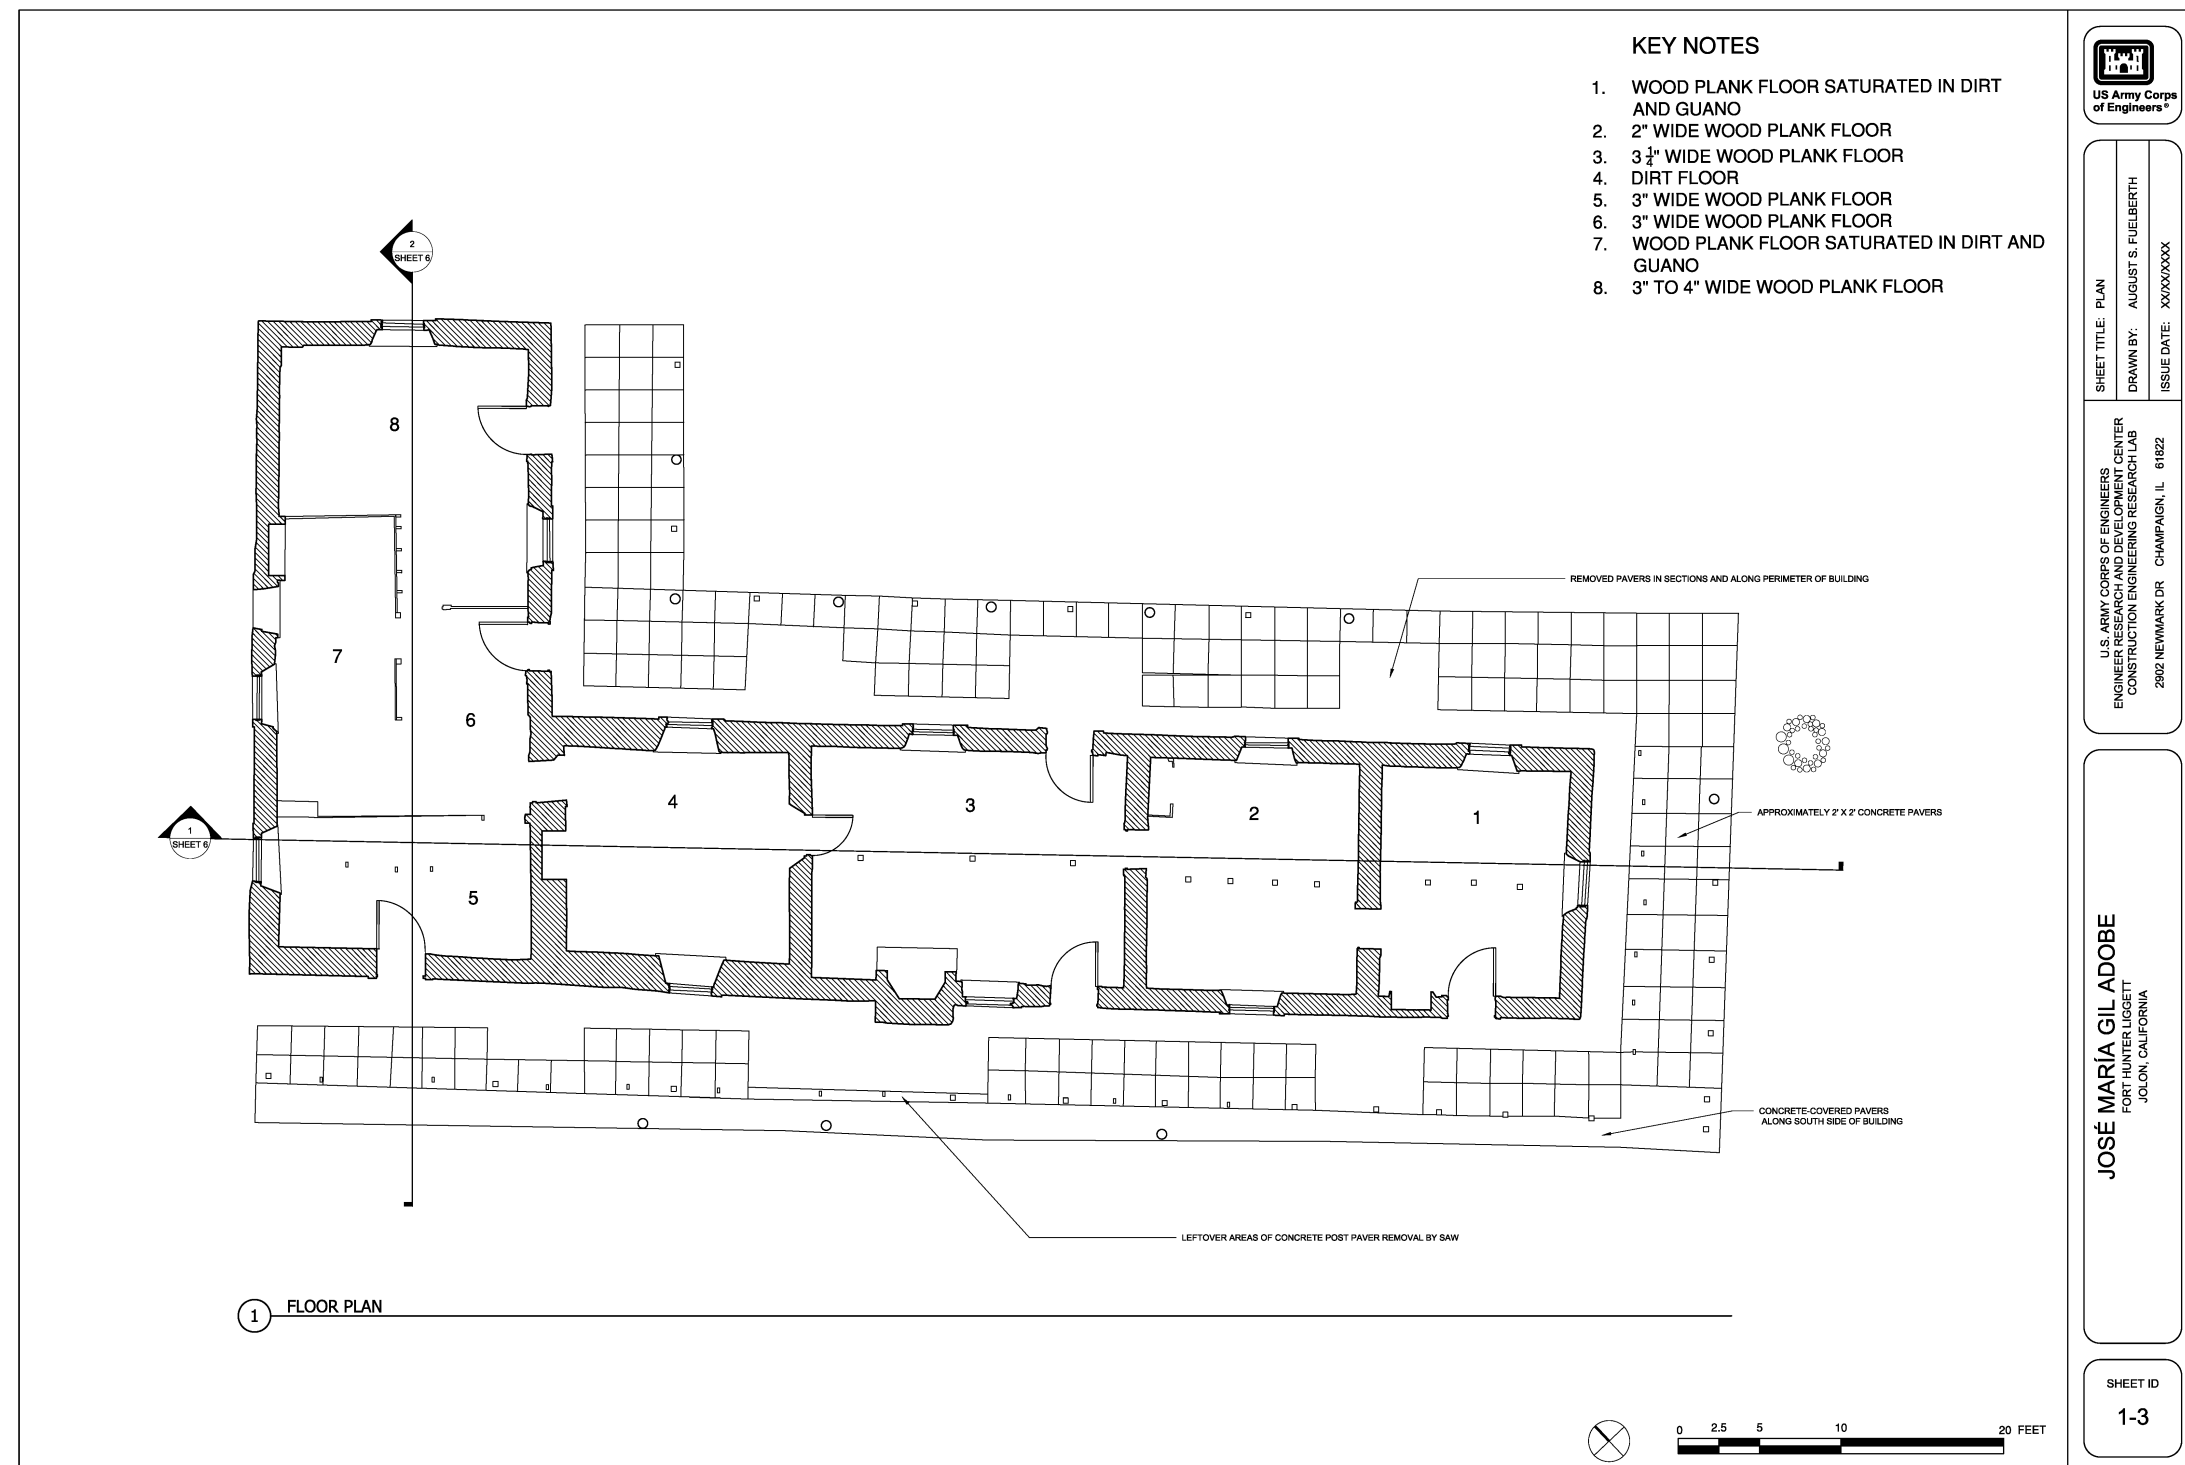 KEY NOTES
1. WOOD PLANK FLOOR SATURATED IN DIRT
AND GUANO
2. 2" WIDE WOOD PLANK FLOOR
3. 3 1/4" WIDE WOOD PLANK FLOOR
4. DIRT FLOOR
5. 3" WIDE WOOD PLANK FLOOR
6. 3" WIDE WOOD PLANK FLOOR
7. WOOD PLANK FLOOR SATURATED IN DIRT AND
GUANO
8. 3" TO 4" WIDE WOOD PLANK FLOOR
2
SHEET 6
8
7
6
5
4
3
2
1
1
SHEET 6
REMOVED PAVERS IN SECTIONS AND ALONG PERIMETER OF BUILDING
APPROXIMATELY 2' X 2' CONCRETE PAVERS
CONCRETE-COVERED PAVERS
ALONG SOUTH SIDE OF BUILDING
LEFTOVER AREAS OF CONCRETE POST PAVER REMOVAL BY SAW
1 FLOOR PLAN
0 2.5 5 10 20 FEET
US Army Corps
of Engineers®
SHEET TITLE: PLAN
DRAWN BY: AUGUST S. FUELBERTH
ISSUE DATE: XX/XX/XXXX
U.S. ARMY CORPS OF ENGINEERS
ENGINEER RESEARCH AND DEVELOPMENT CENTER
CONSTRUCTION ENGINEERING RESEARCH LAB
2902 NEWMARK DR CHAMPAIGN, IL 61822
JOSÉ MARÍA GIL ADOBE
FORT HUNTER LIGGETT
JOLON, CALIFORNIA
SHEET ID
1-3